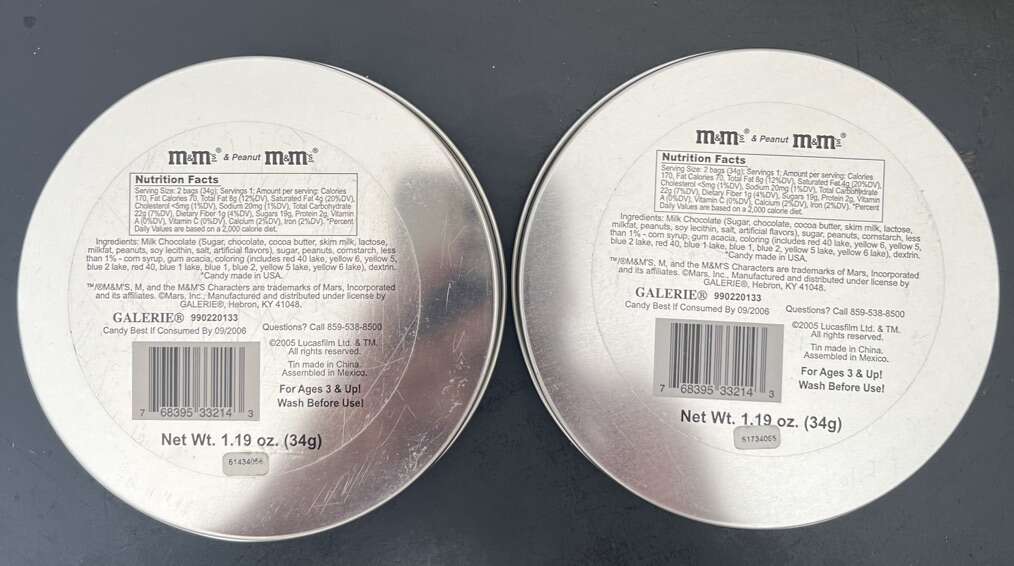 m&m's® & Peanut m&m's®
Nutrition Facts
Serving Size: 2 bags (34g); Servings 1; Amount per serving: Calories
170, Fat Calories 70, Total Fat 8g (12%DV), Saturated Fat 4g (20%DV),
Cholesterol <5mg (1%DV), Sodium 20mg (1%DV), Total Carbohydrate
22g (7%DV), Dietary Fiber 1g (4%DV), Sugars 19g, Protein 2g, Vitamin
A (0%DV), Vitamin C (0%DV), Calcium (2%DV), Iron (2%DV). *Percent
Daily Values are based on a 2,000 calorie diet.
Ingredients: Milk Chocolate (Sugar, chocolate, cocoa butter, skim milk, lactose,
milkfat, peanuts, soy lecithin, salt, artificial flavors), sugar, peanuts, cornstarch, less
than 1% - corn syrup, gum acacia, coloring (includes red 40 lake, yellow 6, yellow 5,
blue 2 lake, red 40, blue 1 lake, blue 1, blue 2, yellow 5 lake, yellow 6 lake), dextrin.
*Candy made in USA.
™/®M&M'S, M, and the M&M'S Characters are trademarks of Mars, Incorporated
and its affiliates. ©Mars, Inc., Manufactured and distributed under license by
GALERIE®, Hebron, KY 41048.
GALERIE® 990220133
Candy Best If Consumed By 09/2006
Questions? Call 859-538-8500
©2005 Lucasfilm Ltd. & TM.
All rights reserved.
Tin made in China.
Assembled in Mexico.
For Ages 3 & Up!
Wash Before Use!
7 68395 33214 3
Net Wt. 1.19 oz. (34g)
m&m's® & Peanut m&m's®
Nutrition Facts
Serving Size: 2 bags (34g); Servings 1; Amount per serving: Calories
170, Fat Calories 70, Total Fat 8g (12%DV), Saturated Fat 4g (20%DV),
Cholesterol <5mg (1%DV), Sodium 20mg (1%DV), Total Carbohydrate
22g (7%DV), Dietary Fiber 1g (4%DV), Sugars 19g, Protein 2g, Vitamin
A (0%DV), Vitamin C (0%DV), Calcium (2%DV), Iron (2%DV). *Percent
Daily Values are based on a 2,000 calorie diet.
Ingredients: Milk Chocolate (Sugar, chocolate, cocoa butter, skim milk, lactose,
milkfat, peanuts, soy lecithin, salt, artificial flavors), sugar, peanuts, cornstarch, less
than 1% - corn syrup, gum acacia, coloring (includes red 40 lake, yellow 6, yellow 5,
blue 2 lake, red 40, blue 1 lake, blue 1, blue 2, yellow 5 lake, yellow 6 lake), dextrin.
*Candy made in USA.
™/®M&M'S, M, and the M&M'S Characters are trademarks of Mars, Incorporated
and its affiliates. ©Mars, Inc., Manufactured and distributed under license by
GALERIE®, Hebron, KY 41048.
GALERIE® 990220133
Candy Best If Consumed By 09/2006
Questions? Call 859-538-8500
©2005 Lucasfilm Ltd. & TM.
All rights reserved.
Tin made in China.
Assembled in Mexico.
For Ages 3 & Up!
Wash Before Use!
7 68395 33214 3
Net Wt. 1.19 oz. (34g)